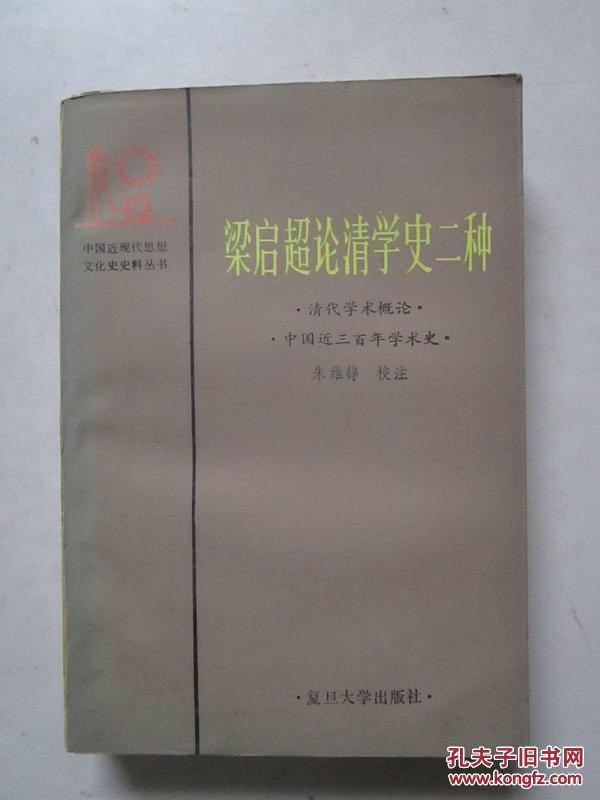 中国近现代思想
文化史史料丛书
梁启超论清学史二种
·清代学术概论·
·中国近三百年学术史·
朱维铮 校注
·复旦大学出版社·
孔夫子旧书网
www.kongfz.com